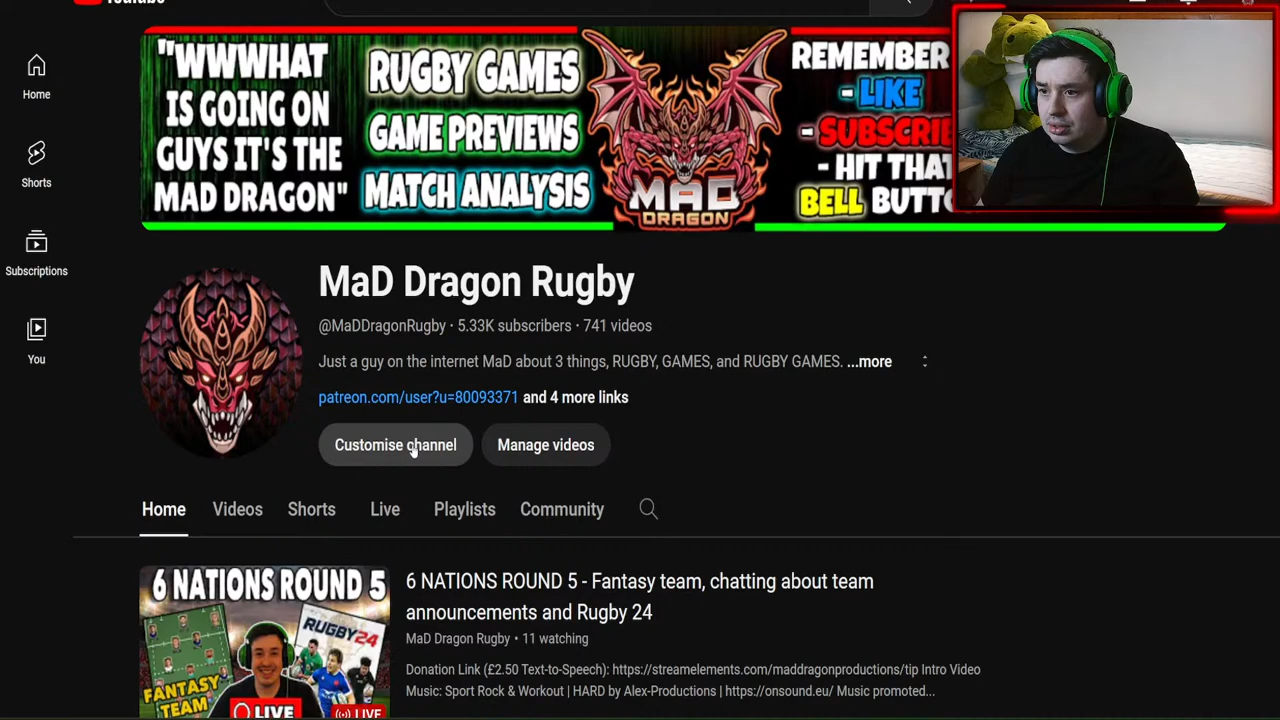 "WWWHAT
IS GOING ON
GUYS IT'S THE
MAD DRAGON"
RUGBY GAMES
GAME PREVIEWS
MATCH ANALYSIS
MAD
DRAGON
REMEMBER
- LIKE
- SUBSCRI
- HIT THAT
BELL BUTT
Home
Shorts
Subscriptions
You
MaD Dragon Rugby
@MaDDragonRugby · 5.33K subscribers · 741 videos
Just a guy on the internet MaD about 3 things, RUGBY, GAMES, and RUGBY GAMES. ...more
patreon.com/user?u=80093371 and 4 more links
Customise channel
Manage videos
Home Videos Shorts Live Playlists Community
6 NATIONS ROUND 5
RUGBY 24
FANTASY
TEAM
LIVE
LIVE
6 NATIONS ROUND 5 - Fantasy team, chatting about team
announcements and Rugby 24
MaD Dragon Rugby • 11 watching
Donation Link (£2.50 Text-to-Speech): https://streamelements.com/maddragonproductions/tip Intro Video
Music: Sport Rock & Workout | HARD by Alex-Productions | https://onsound.eu/ Music promoted...